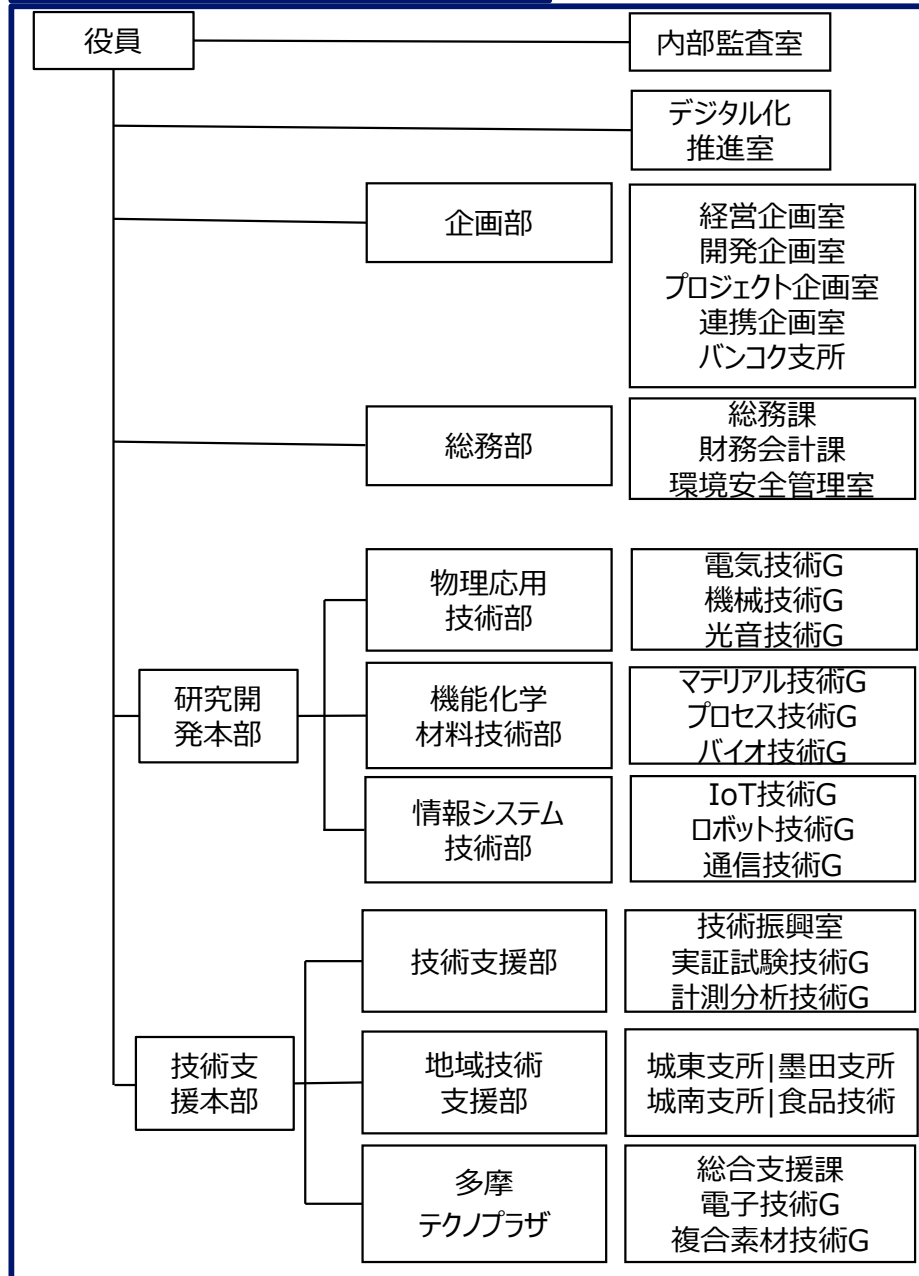 役員
内部監査室
デジタル化
推進室
企画部
経営企画室
開発企画室
プロジェクト企画室
連携企画室
バンコク支所
総務部
総務課
財務会計課
環境安全管理室
研究開
発本部
物理応用
技術部
電気技術G
機械技術G
光音技術G
機能化学
材料技術部
マテリアル技術G
プロセス技術G
バイオ技術G
情報システム
技術部
IoT技術G
ロボット技術G
通信技術G
技術支
援本部
技術支援部
技術振興室
実証試験技術G
計測分析技術G
地域技術
支援部
城東支所|墨田支所
城南支所|食品技術
多摩
テクノプラザ
総合支援課
電子技術G
複合素材技術G